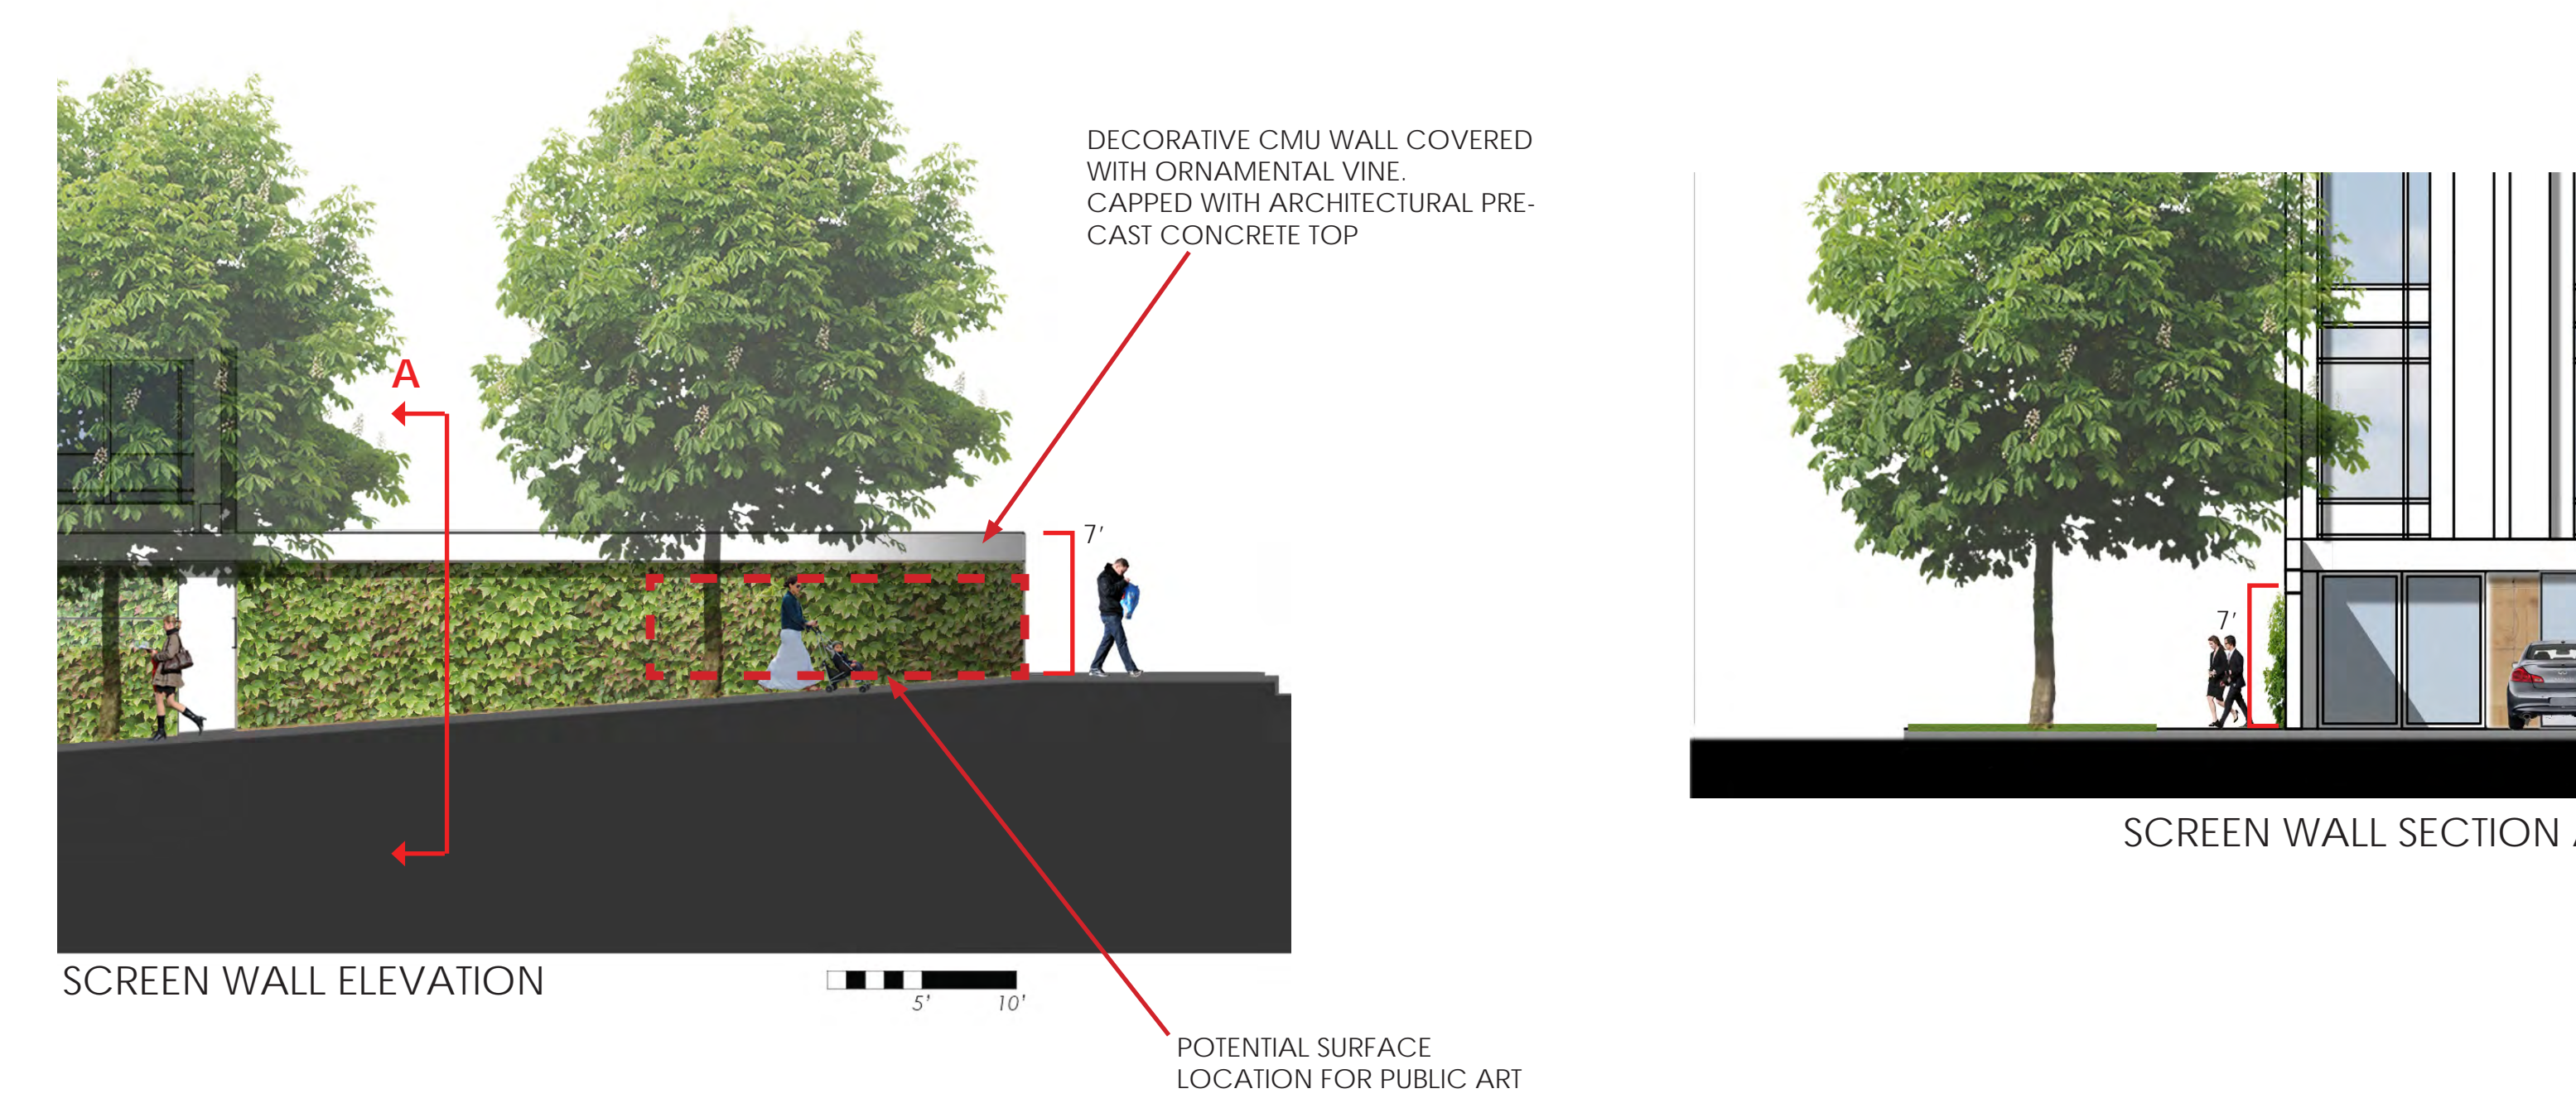 DECORATIVE CMU WALL COVERED
WITH ORNAMENTAL VINE.
CAPPED WITH ARCHITECTURAL PRE-
CAST CONCRETE TOP
A
7'
7'
SCREEN WALL ELEVATION
5' 10'
SCREEN WALL SECTION
POTENTIAL SURFACE
LOCATION FOR PUBLIC ART